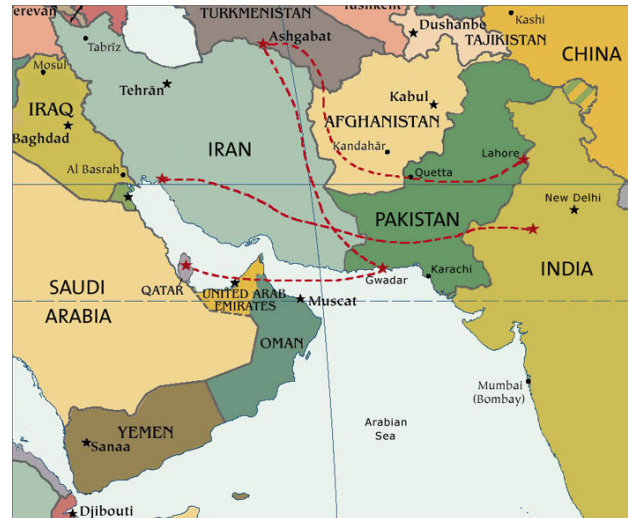 erevan
Tabrīz
TURKMENISTAN
Ashgabat
Tashkent
Dushanbe
TAJIKISTAN
Kashi
CHINA
Mosul
Tehrān
IRAQ
Baghdad
IRAN
Kabul
AFGHANISTAN
Kandahār
Lahore
Al Basrah
Quetta
New Delhi
PAKISTAN
INDIA
SAUDI
ARABIA
QATAR
UNITED ARAB
EMIRATES
Muscat
Gwadar
Karachi
OMAN
Mumbai
(Bombay)
Arabian
Sea
YEMEN
Sanaa
Djibouti